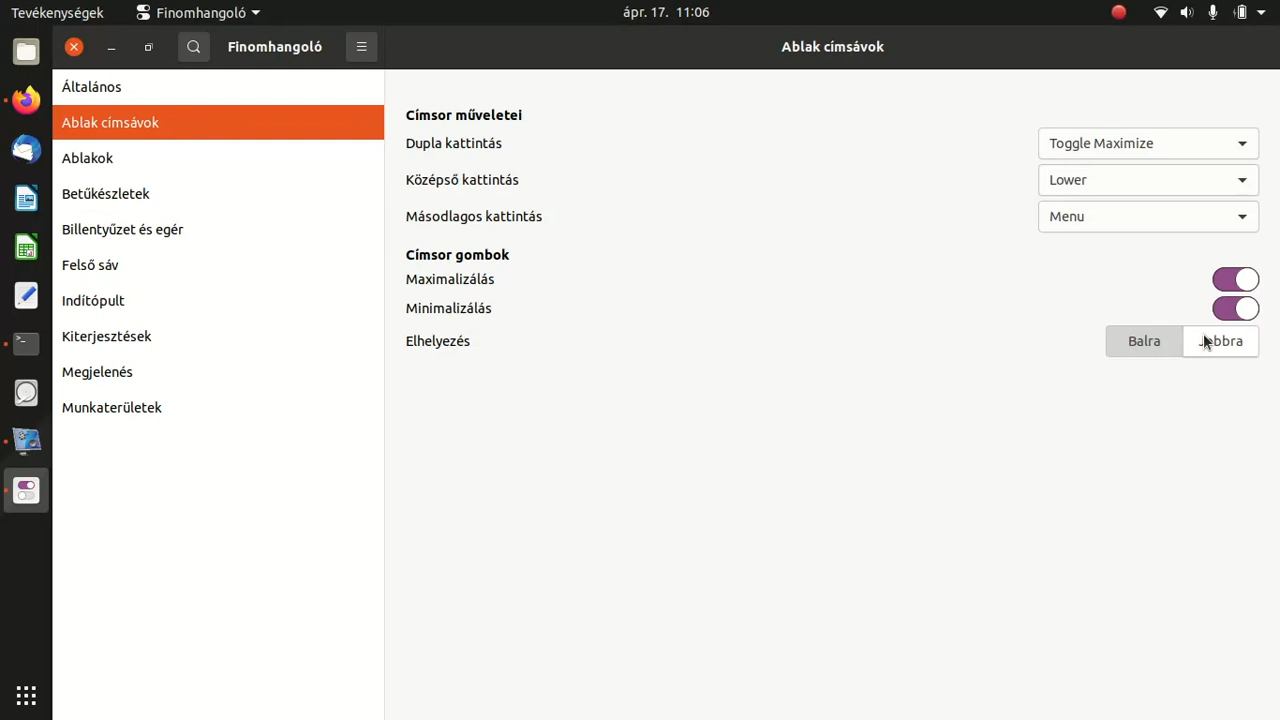 Tevékenységek
Finomhangoló
ápr. 17. 11:06
Finomhangoló
Ablak címsávok
Általános
Ablak címsávok
Ablakok
Betűkészletek
Billentyűzet és egér
Felső sáv
Indítópult
Kiterjesztések
Megjelenés
Munkaterületek
Címsor műveletei
Dupla kattintás
Toggle Maximize
Középső kattintás
Lower
Másodlagos kattintás
Menu
Címsor gombok
Maximalizálás
Minimalizálás
Elhelyezés
Balra
Jobbra